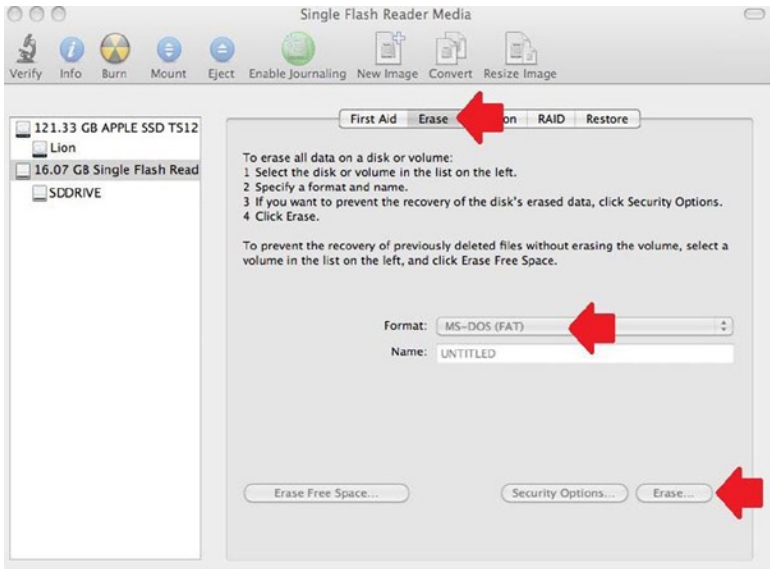 Single Flash Reader Media
Verify Info Burn Mount Eject Enable Journaling New Image Convert Resize Image
121.33 GB APPLE SSD TS12
Lion
16.07 GB Single Flash Read
SDDRIVE
First Aid Erase on RAID Restore
To erase all data on a disk or volume:
1 Select the disk or volume in the list on the left.
2 Specify a format and name.
3 If you want to prevent the recovery of the disk's erased data, click Security Options.
4 Click Erase.
To prevent the recovery of previously deleted files without erasing the volume, select a
volume in the list on the left, and click Erase Free Space.
Format: MS-DOS (FAT)
Name: UNTITLED
Erase Free Space... Security Options... Erase...